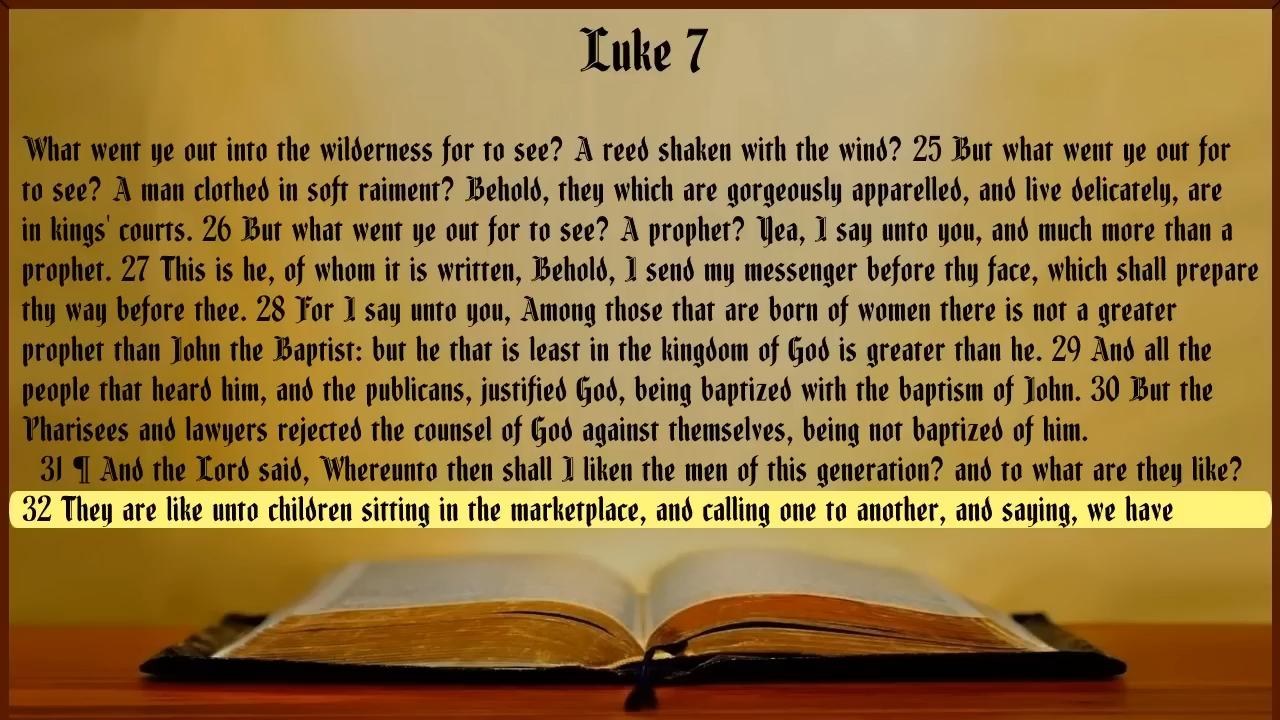 Luke 7
What went ye out into the wilderness for to see? A reed shaken with the wind? 25 But what went ye out for
to see? A man clothed in soft raiment? Behold, they which are gorgeously apparelled, and live delicately, are
in kings' courts. 26 But what went ye out for to see? A prophet? Yea, I say unto you, and much more than a
prophet. 27 This is he, of whom it is written, Behold, I send my messenger before thy face, which shall prepare
thy way before thee. 28 For I say unto you, Among those that are born of women there is not a greater
prophet than John the Baptist: but he that is least in the kingdom of God is greater than he. 29 And all the
people that heard him, and the publicans, justified God, being baptized with the baptism of John. 30 But the
Pharisees and lawyers rejected the counsel of God against themselves, being not baptized of him.
31 ¶ And the Lord said, Whereunto then shall I liken the men of this generation? and to what are they like?
32 They are like unto children sitting in the marketplace, and calling one to another, and saying, we have